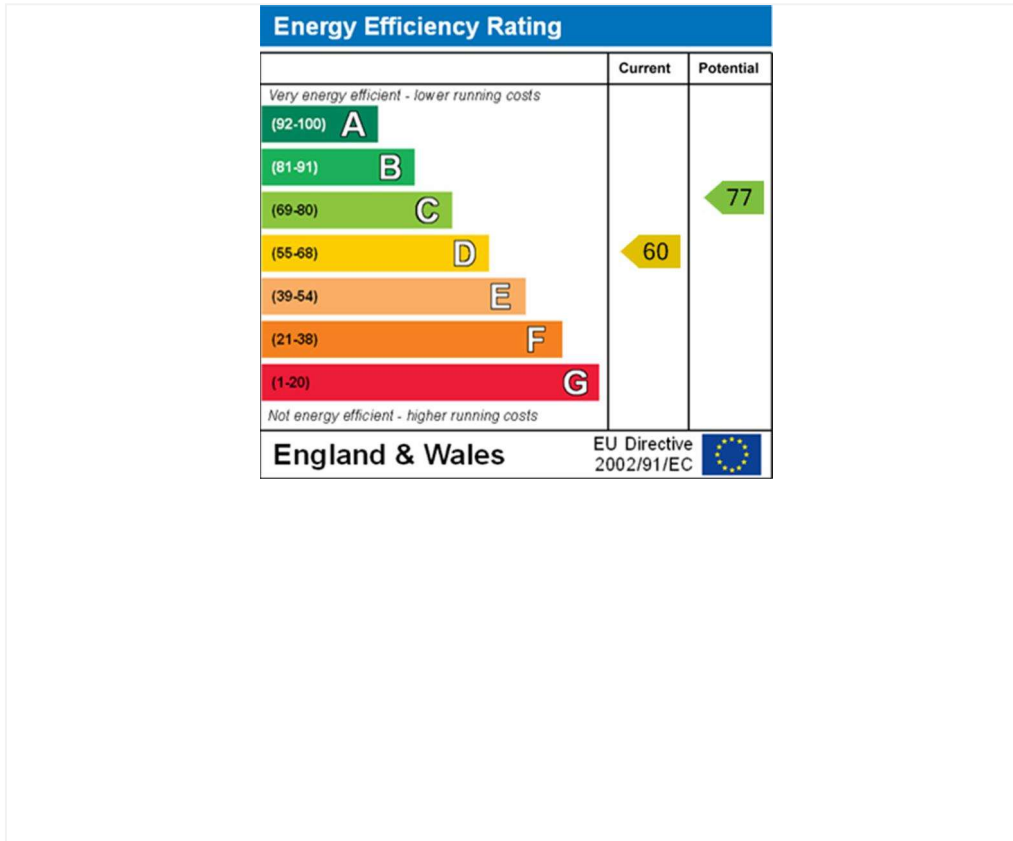 Energy Efficiency Rating
Current Potential
Very energy efficient - lower running costs
(92-100) A
(81-91) B
(69-80) C
77
(55-68) D
60
(39-54) E
(21-38) F
(1-20) G
Not energy efficient - higher running costs
England & Wales
EU Directive
2002/91/EC